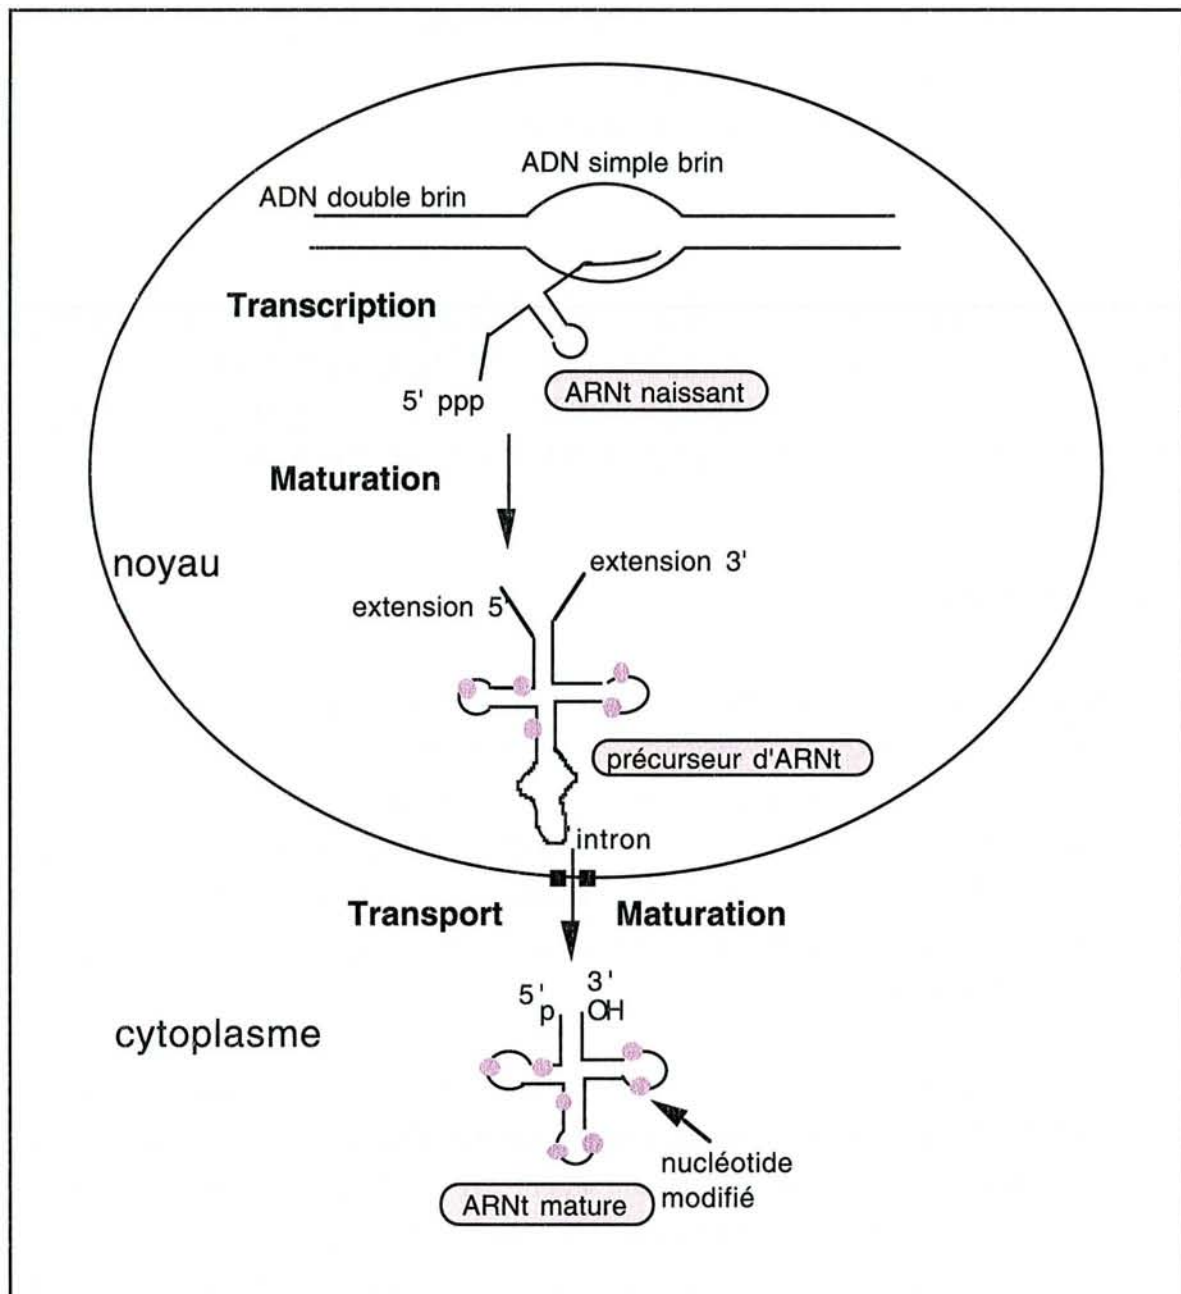 ADN simple brin
ADN double brin
Transcription
5' ppp
ARNt naissant
Maturation
noyau
extension 3'
extension 5'
précurseur d'ARNt
intron
Transport
Maturation
5'
p
3'
OH
cytoplasme
nucléotide
modifié
ARNt mature